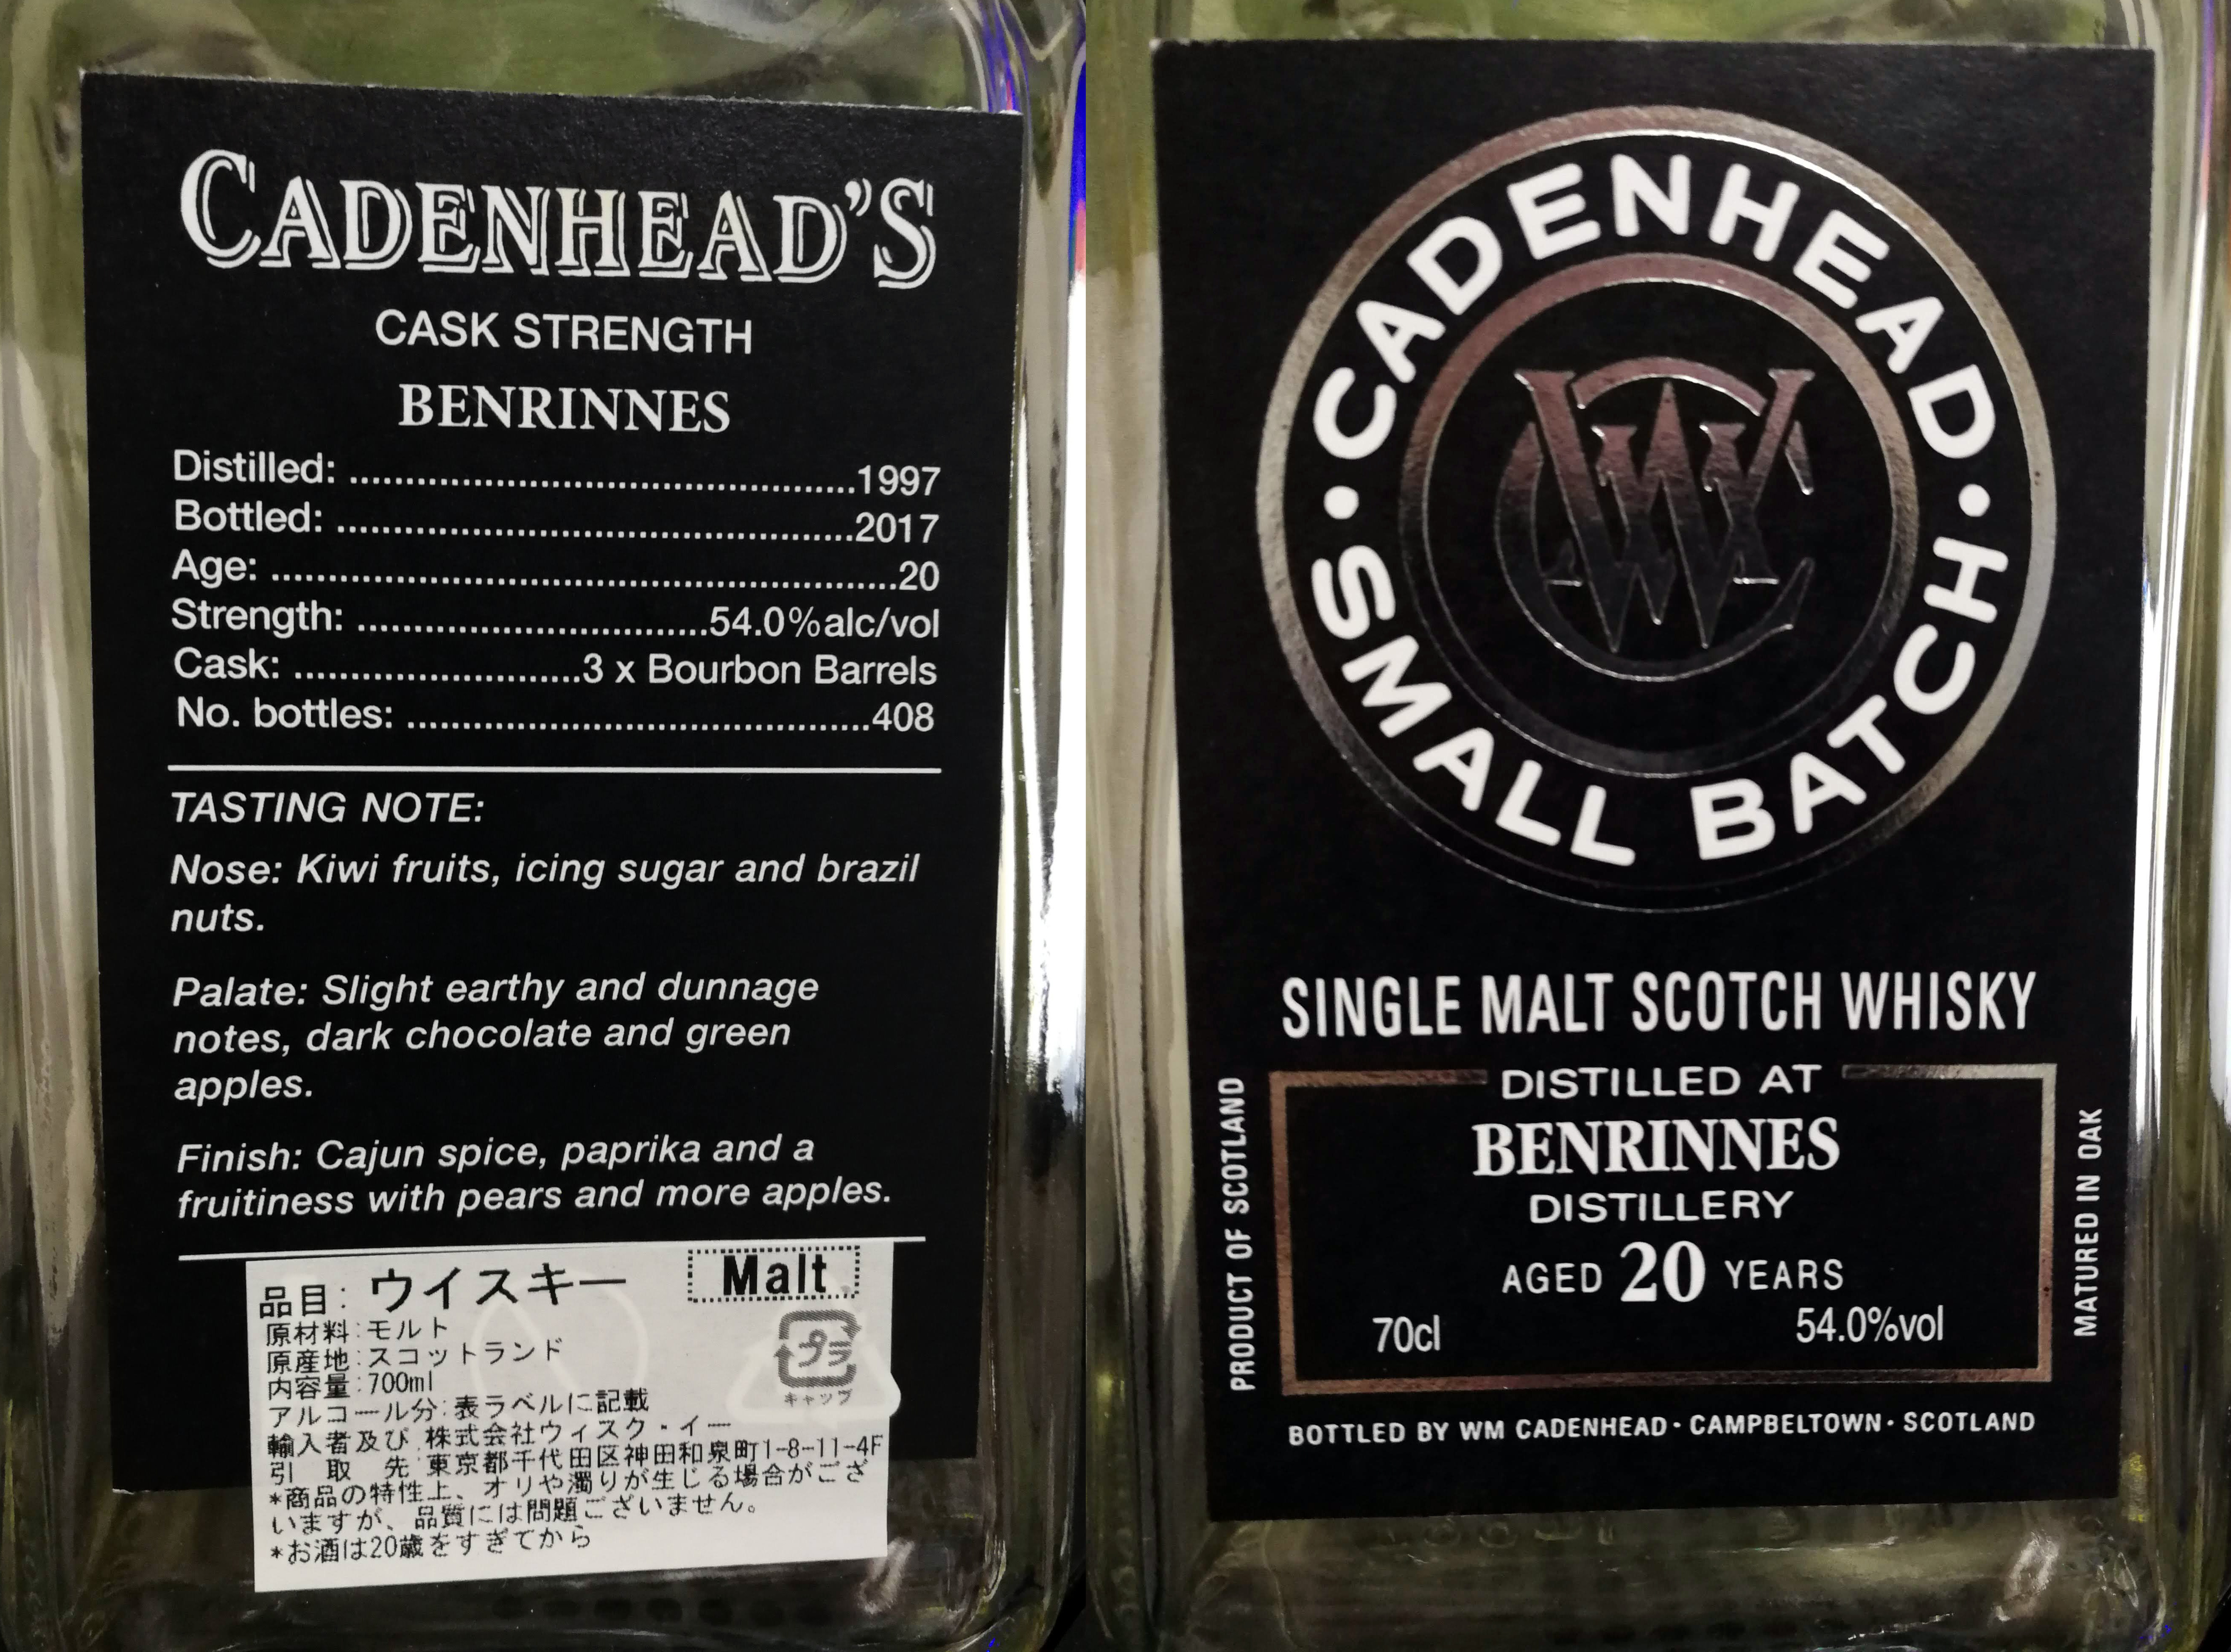 CADENHEAD'S
CASK STRENGTH
BENRINNES
Distilled: ..............................................1997
Bottled: ..............................................2017
Age: .........................................................20
Strength: ................................54.0%alc/vol
Cask: ..........................3 x Bourbon Barrels
No. bottles: ..........................................408
TASTING NOTE:
Nose: Kiwi fruits, icing sugar and brazil
nuts.
Palate: Slight earthy and dunnage
notes, dark chocolate and green
apples.
Finish: Cajun spice, paprika and a
fruitiness with pears and more apples.
品目: ウイスキー Malt
原材料:モルト
原産地:スコットランド
内容量:700ml
プラ
キャップ
アルコール分:表ラベルに記載
輸入者及び 株式会社ウィスク・イー
引 取 先 東京都千代田区神田和泉町1-8-11-4F
*商品の特性上、オリや濁りが生じる場合がござ
いますが、品質には問題ございません。
*お酒は20歳をすぎてから
CADENHEAD
WC
• SMALL BATCH •
SINGLE MALT SCOTCH WHISKY
DISTILLED AT
BENRINNES
DISTILLERY
AGED 20 YEARS
70cl 54.0%vol
PRODUCT OF SCOTLAND
MATURED IN OAK
BOTTLED BY WM CADENHEAD • CAMPBELTOWN • SCOTLAND